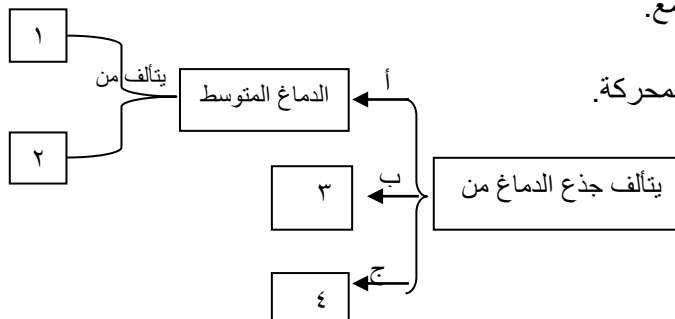 مع.
١
يتألف من
أ
الدماغ المتوسط
محركة.
٢
ب
٣
يتألف جذع الدماغ من
ج
٤